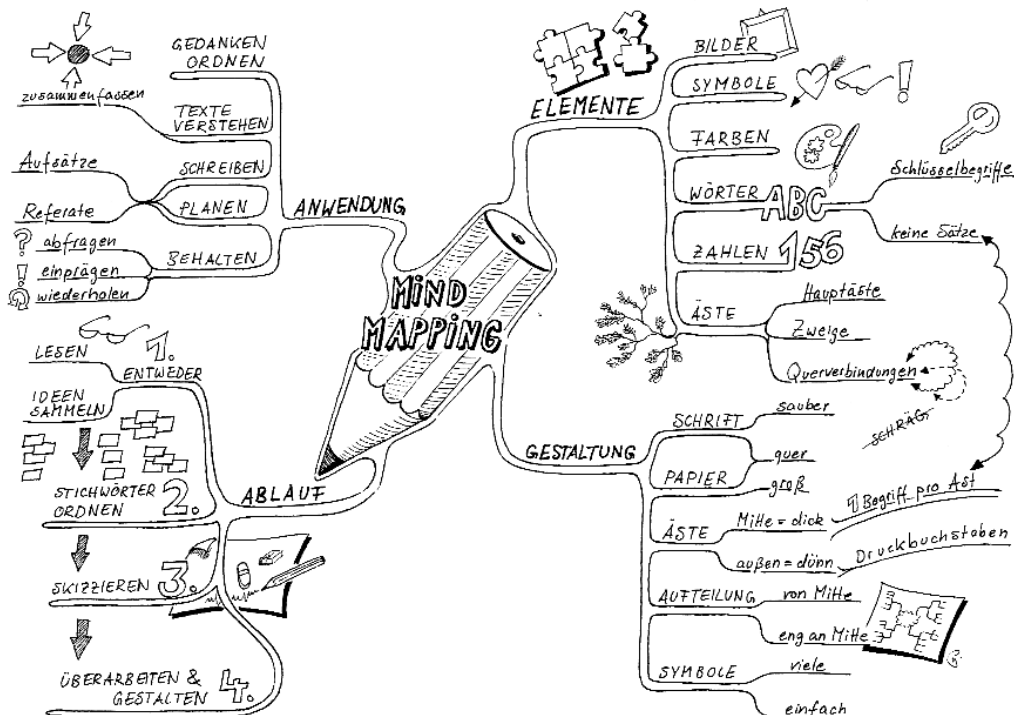 MIND
MAPPING
ANWENDUNG
GEDANKEN
ORDNEN
TEXTE
VERSTEHEN
zusammenfassen
SCHREIBEN
PLANEN
Aufsätze
Referate
BEHALTEN
? abfragen
! einprägen
wiederholen
ELEMENTE
BILDER
SYMBOLE
!
FARBEN
WÖRTER ABC
Schlüsselbegriffe
keine Sätze
ZAHLEN 156
ÄSTE
Hauptäste
Zweige
Querverbindungen
GESTALTUNG
SCHRIFT
sauber
SCHRÄG
quer
PAPIER
groß
ÄSTE
Mitte = dick
1 Begriff pro Ast
außen = dünn
Druckbuchstaben
AUFTEILUNG
von Mitte
eng an Mitte
SYMBOLE
viele
einfach
ABLAUF
1.
ENTWEDER
LESEN
IDEEN
SAMMELN
STICHWÖRTER
ORDNEN 2.
SKIZZIEREN 3.
ÜBERARBEITEN &
GESTALTEN 4.